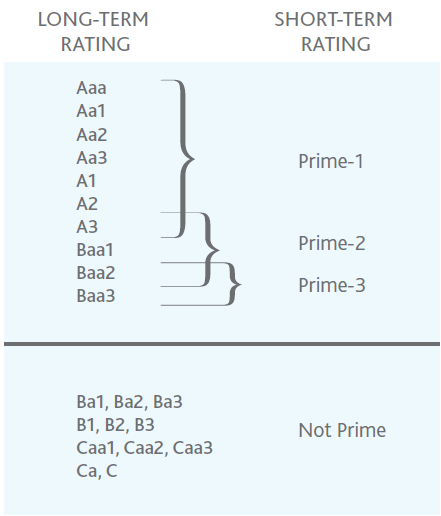 LONG-TERM RATING
SHORT-TERM RATING
Aaa
Aa1
Aa2
Aa3
A1
A2
A3
Baa1
Baa2
Baa3
Prime-1
Prime-2
Prime-3
Ba1, Ba2, Ba3
B1, B2, B3
Caa1, Caa2, Caa3
Ca, C
Not Prime